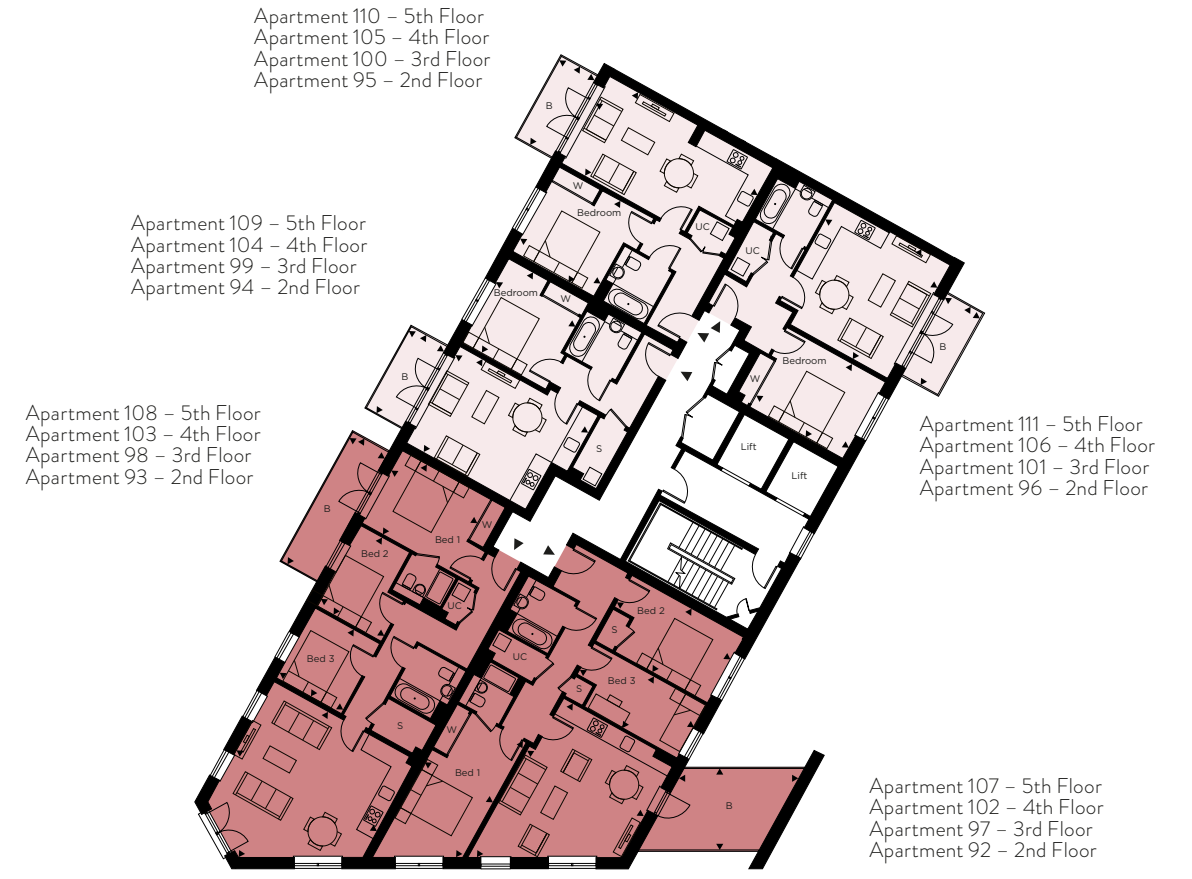 Apartment 110 – 5th Floor
Apartment 105 – 4th Floor
Apartment 100 – 3rd Floor
Apartment 95 – 2nd Floor
B
W
Bedroom
UC
UC
Apartment 109 – 5th Floor
Apartment 104 – 4th Floor
Apartment 99 – 3rd Floor
Apartment 94 – 2nd Floor
Bedroom
W
B
Bedroom
W
B
Apartment 108 – 5th Floor
Apartment 103 – 4th Floor
Apartment 98 – 3rd Floor
Apartment 93 – 2nd Floor
S
Lift
Lift
Apartment 111 – 5th Floor
Apartment 106 – 4th Floor
Apartment 101 – 3rd Floor
Apartment 96 – 2nd Floor
B
W
Bed 1
Bed 2
UC
Bed 2
S
UC
Bed 3
Bed 3
S
S
W
Bed 1
B
Apartment 107 – 5th Floor
Apartment 102 – 4th Floor
Apartment 97 – 3rd Floor
Apartment 92 – 2nd Floor